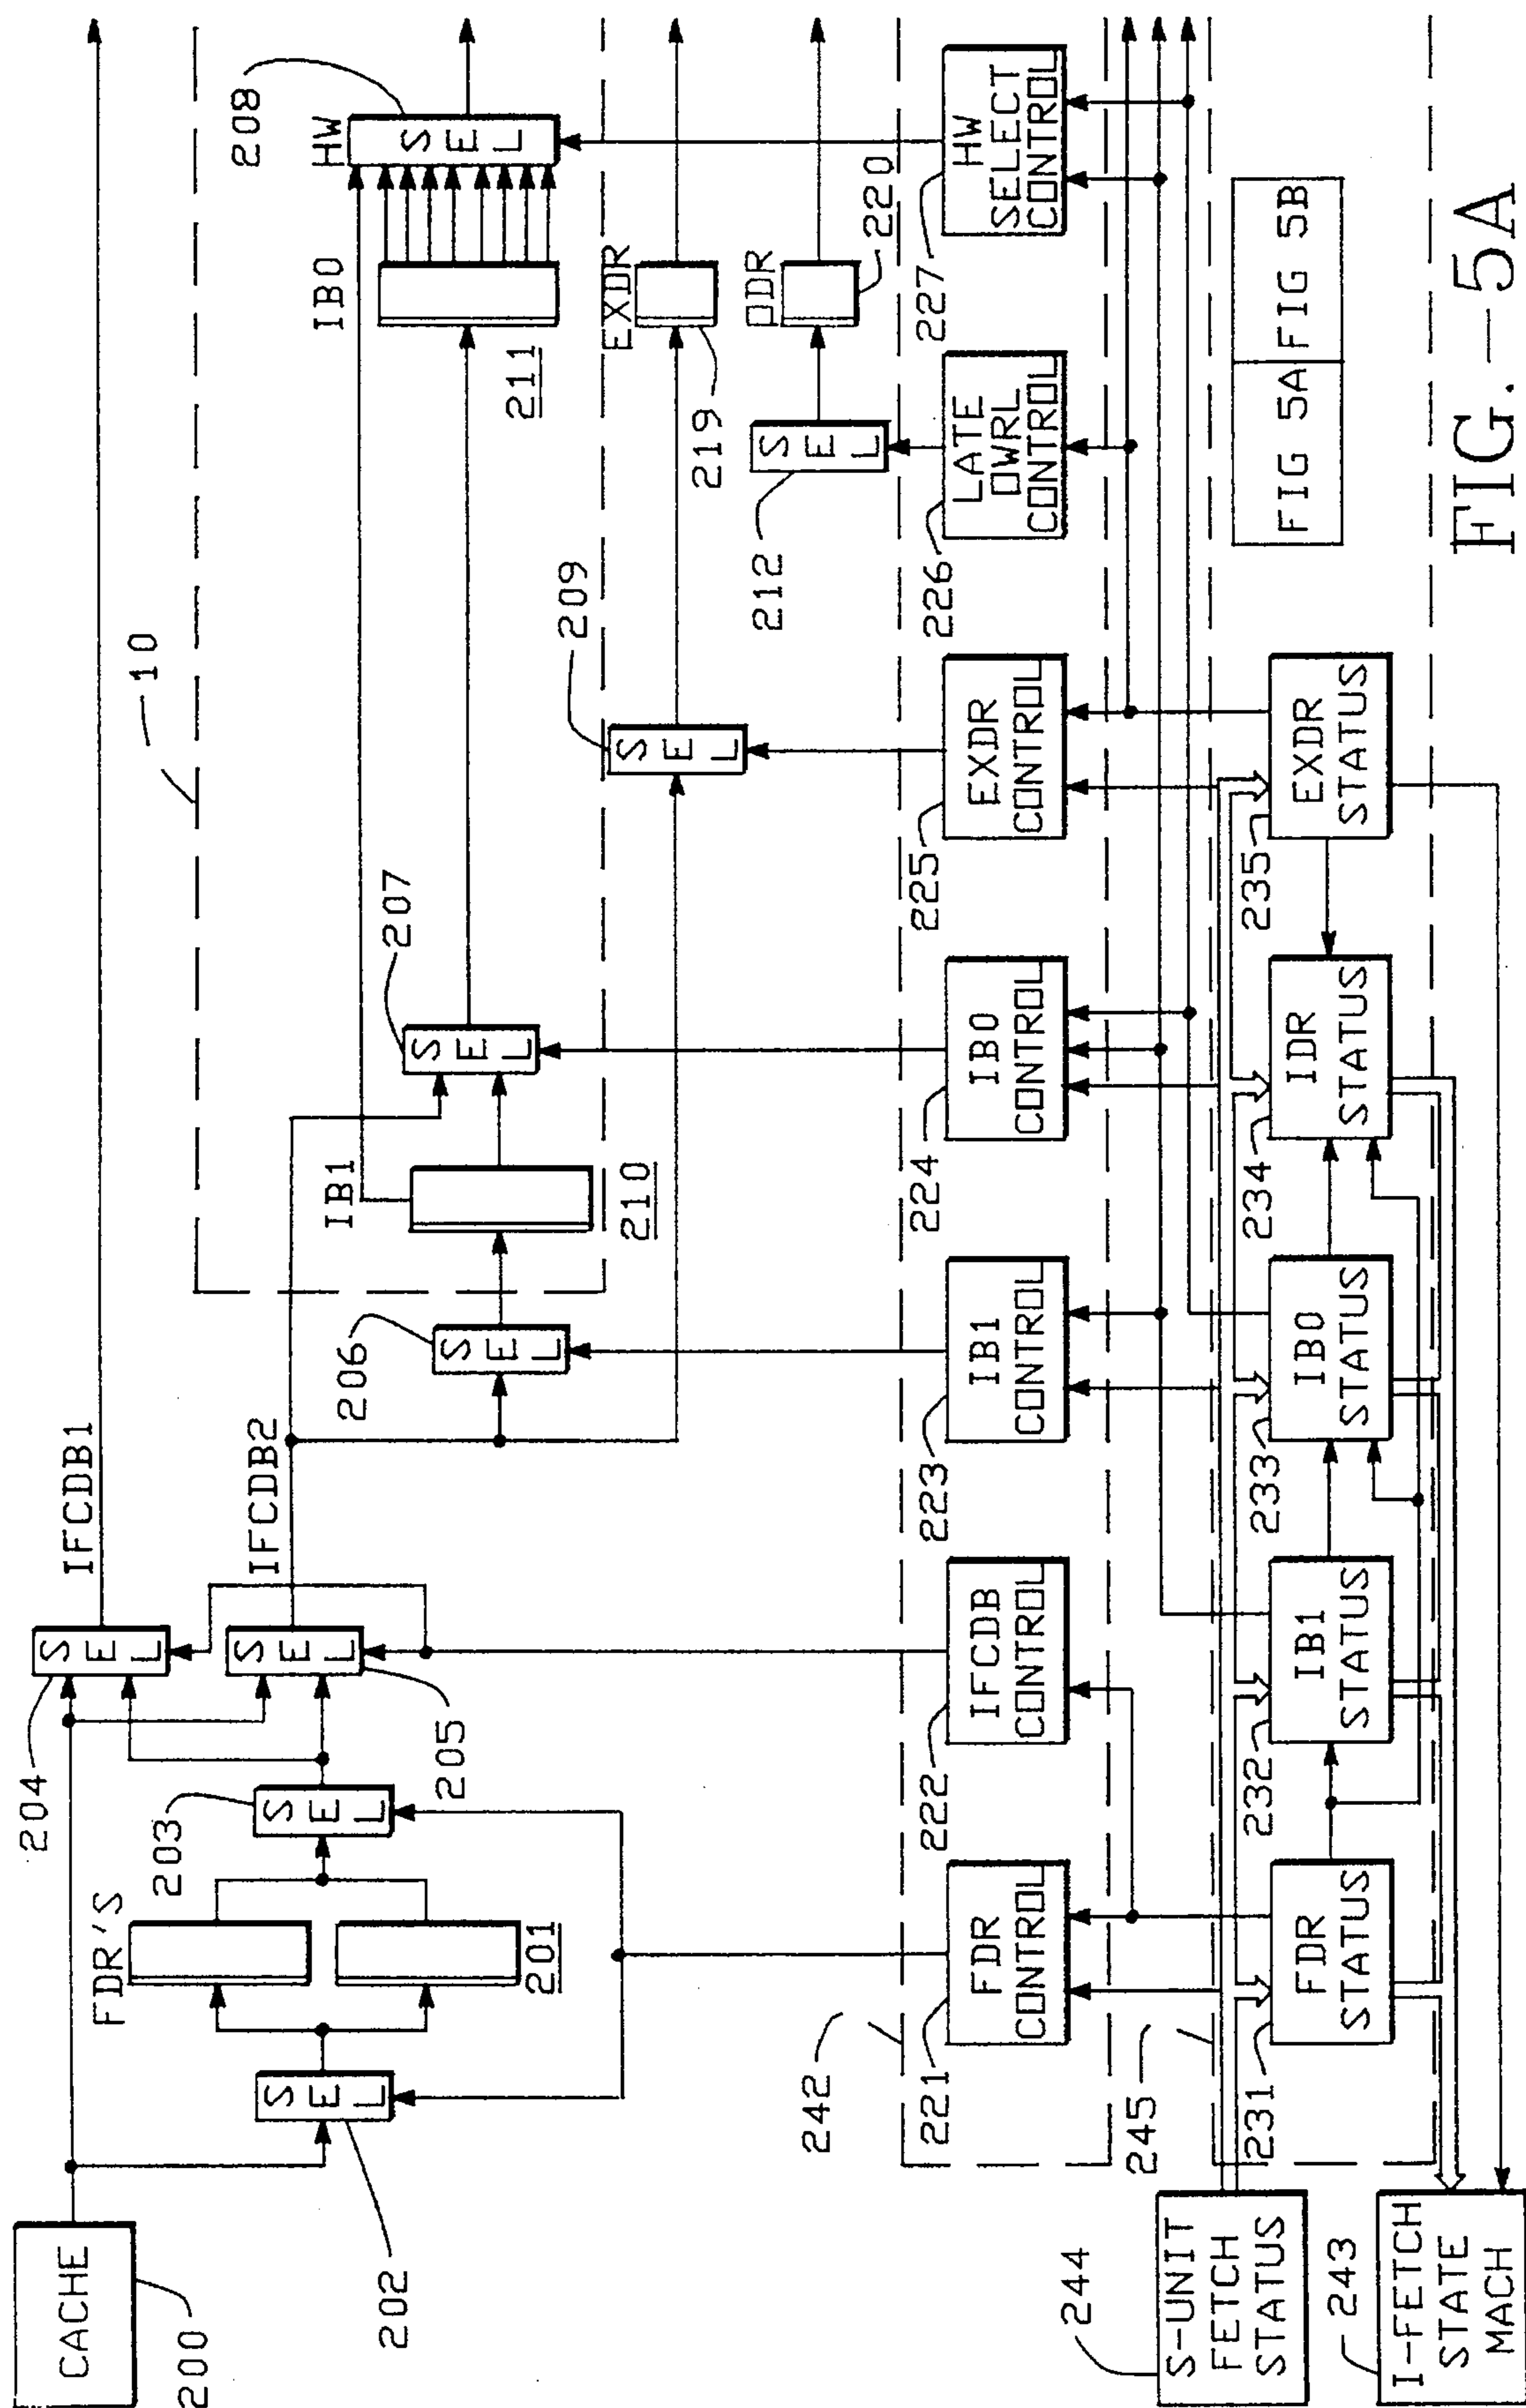 CACHE
200
202
FDR'S
201
SEL
203
SEL
204
SEL
205
SEL
IFCDB1
IFCDB2
206
SEL
IB1
210
207
SEL
10
209
SEL
IB0
211
208
HW
SEL
EXDR
219
212
SEL
ODR
220
242
221
FDR
CONTROL
222
IFCDB
CONTROL
223
IB1
CONTROL
224
IB0
CONTROL
225
EXDR
CONTROL
226
LATE
OWRL
CONTROL
227
HW
SELECT
CONTROL
245
244
S-UNIT
FETCH
STATUS
243
I-FETCH
STATE
MACH
231
FDR
STATUS
232
IB1
STATUS
233
IB0
STATUS
234
IDR
STATUS
235
EXDR
STATUS
FIG 5A
FIG 5B
FIG.-5A